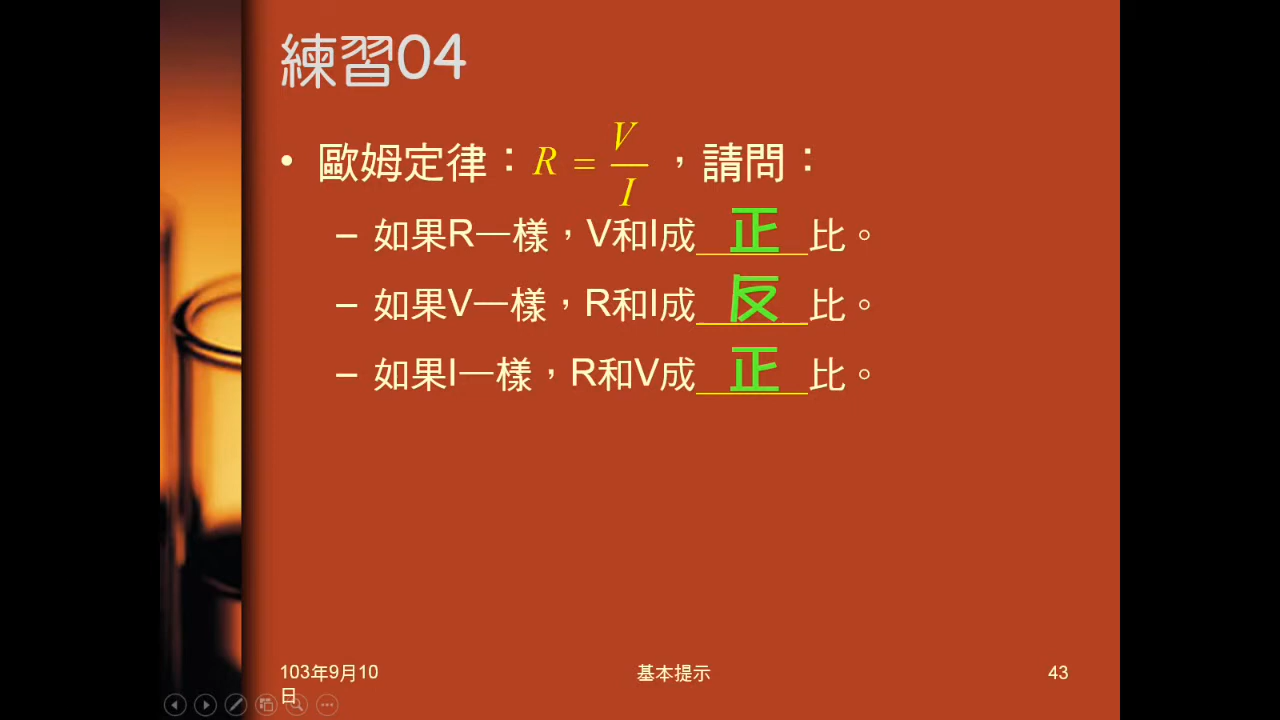 練習04
• 歐姆定律：R = V/I，請問：
– 如果R一樣，V和I成 正 比。
– 如果V一樣，R和I成 反 比。
– 如果I一樣，R和V成 正 比。
103年9月10
日
基本提示
43